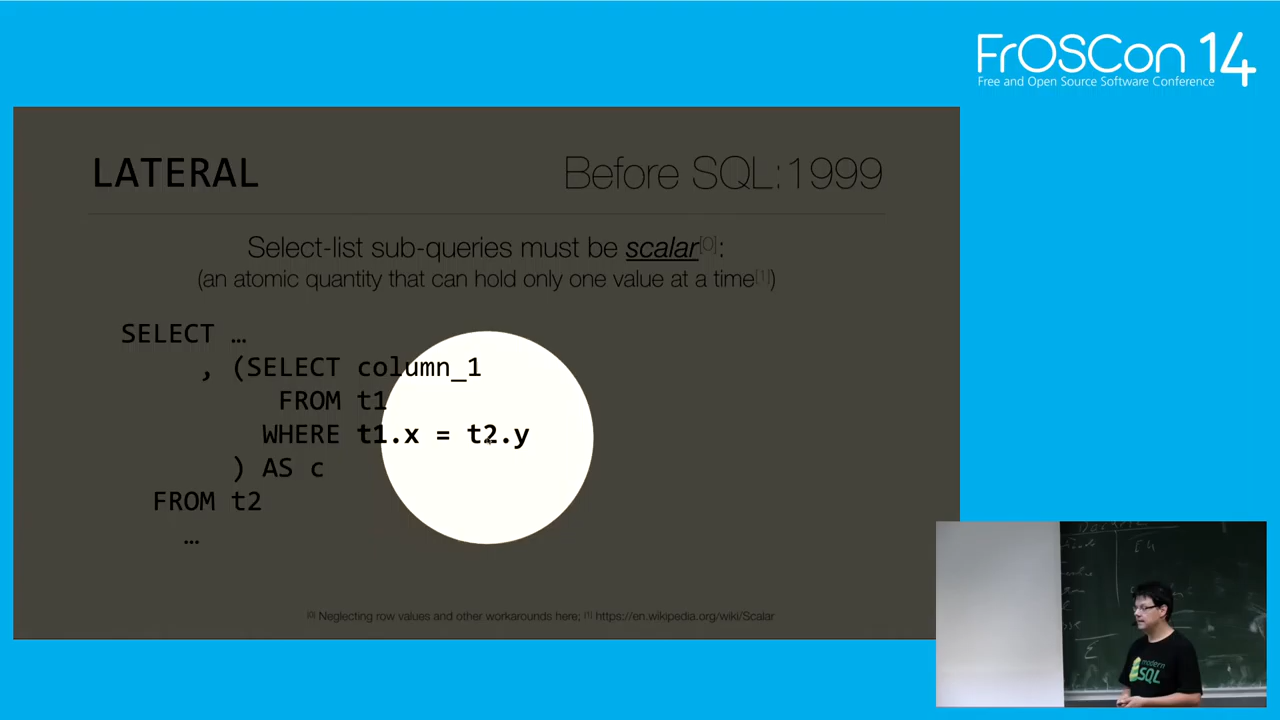 FrOSCon 14
Free and Open Source Software Conference
LATERAL
Before SQL:1999
Select-list sub-queries must be scalar[0]:
(an atomic quantity that can hold only one value at a time[1])
SELECT …
, (SELECT column_1
FROM t1
WHERE t1.x = t2.y
) AS c
FROM t2
…
[0] Neglecting row values and other workarounds here; [1] https://en.wikipedia.org/wiki/Scalar
modern
SQL